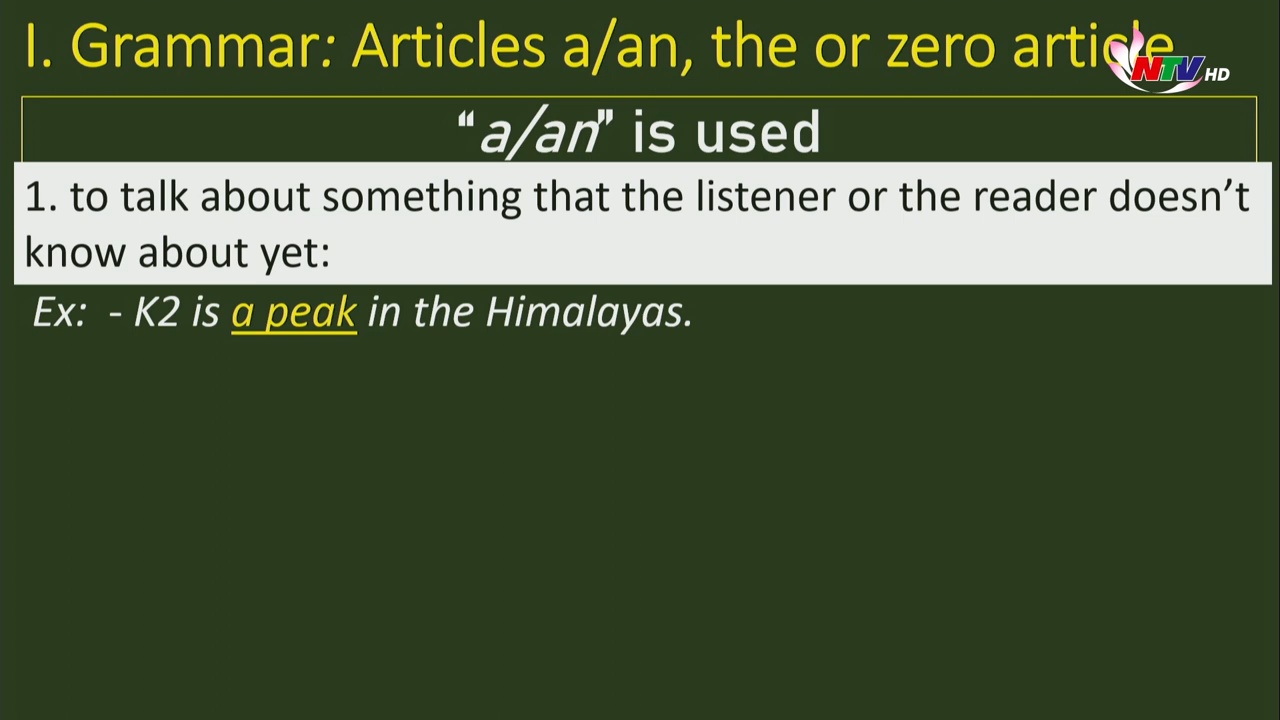 I. Grammar: Articles a/an, the or zero article
NTV HD
“a/an” is used
1. to talk about something that the listener or the reader doesn’t
know about yet:
Ex: - K2 is a peak in the Himalayas.